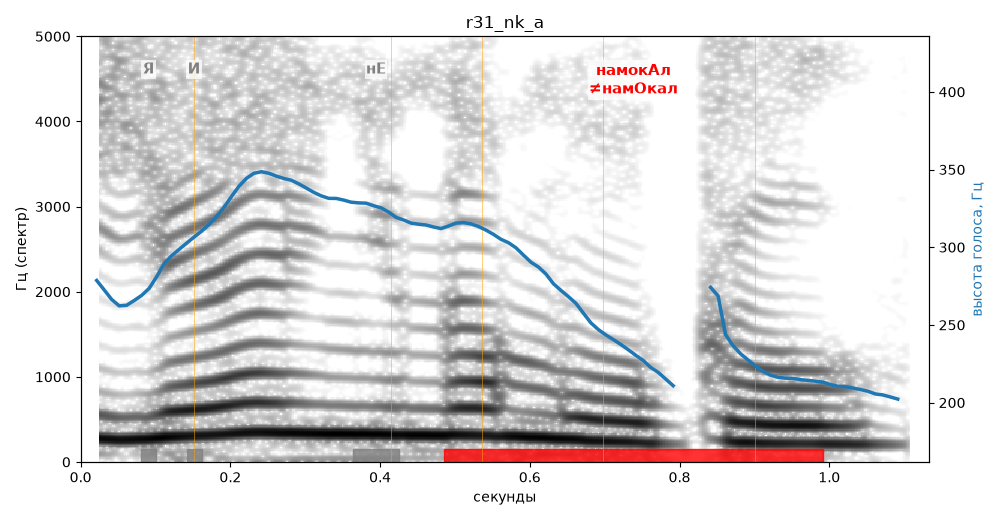 r31_nk_a
5000
4000
3000
2000
1000
0
Гц (спектр)
Я
И
нЕ
намокАл
≠намОкал
400
350
300
250
200
высота голоса, Гц
0.0
0.2
0.4
0.6
0.8
1.0
секунды